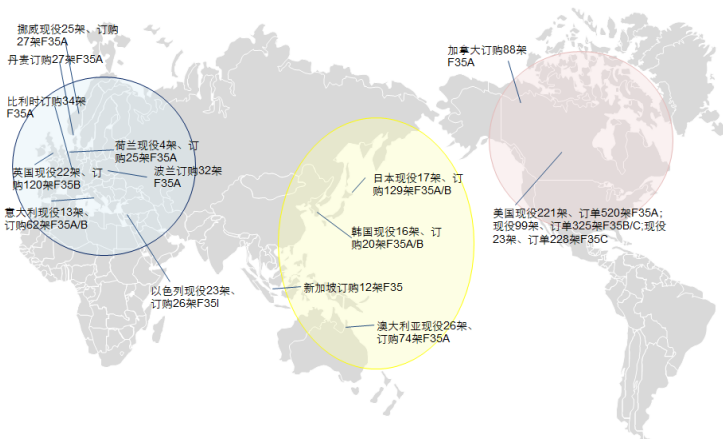 挪威现役25架、订购
27架F35A
丹麦订购27架F35A
比利时订购34架
F35A
荷兰现役4架、订
购25架F35A
英国现役22架、订
购120架F35B
波兰订购32架
F35A
意大利现役13架、
订购62架F35A/B
以色列现役23架、
订购26架F35I
日本现役17架、订
购129架F35A/B
韩国现役16架、订
购20架F35A/B
新加坡订购12架F35
澳大利亚现役26架、
订购74架F35A
加拿大订购88架
F35A
美国现役221架、订单520架F35A;
现役99架、订单325架F35B/C;现役
23架、订单228架F35C